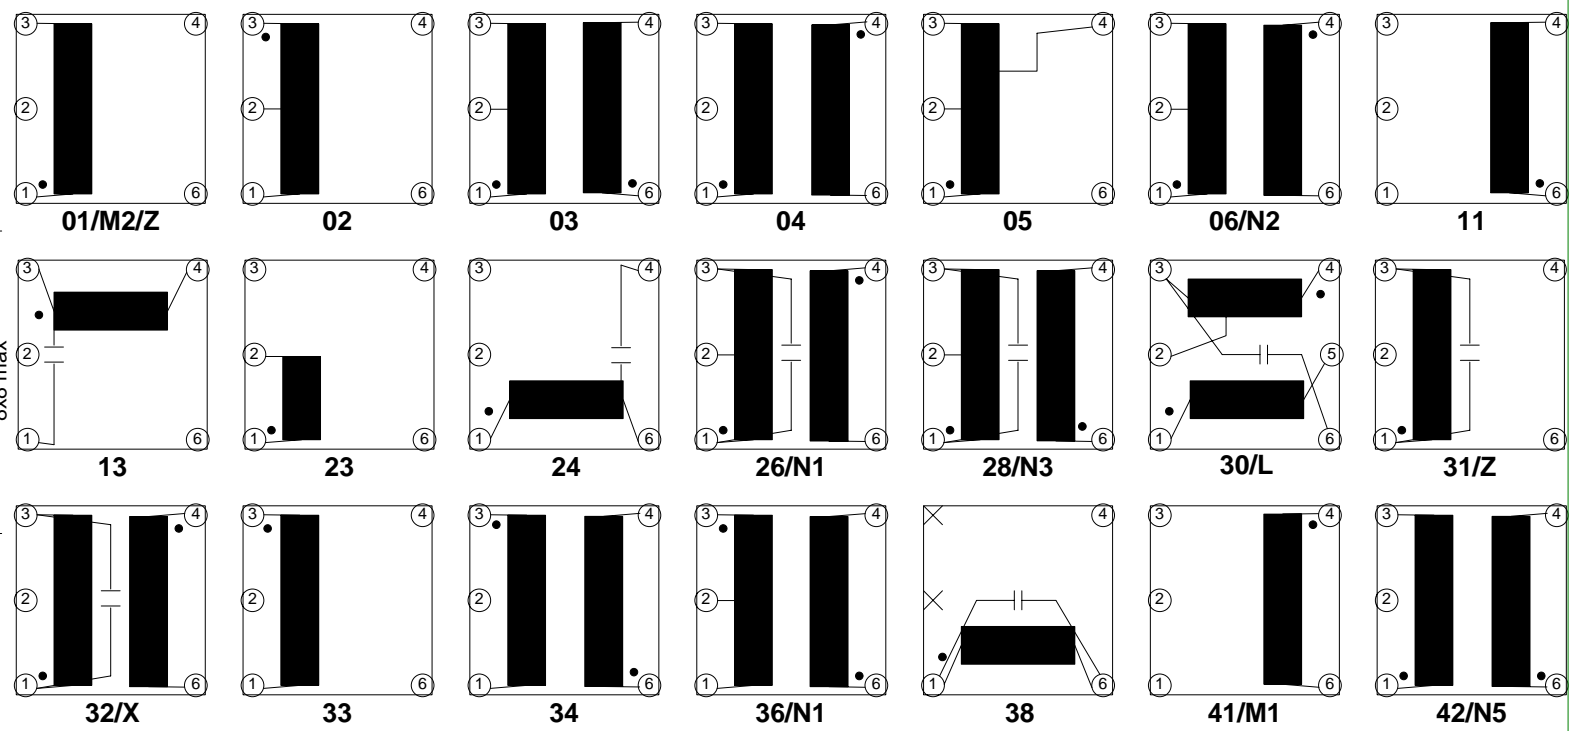 3 4 3 4 3 4 3 4 3 4 3 4 3 4
2 2 2 2 2 2 2
1 6 1 6 1 6 1 6 1 6 1 6 1 6
01/M2/Z 02 03 04 05 06/N2 11
3 4 3 4 3 4 3 4 3 4 3 4 3 4
2 2 2 2 2 2 5 2
max
1 6 1 6 1 6 1 6 1 6 1 6 1 6
13 23 24 26/N1 28/N3 30/L 31/Z
3 4 3 4 3 4 3 4 4 3 4 3 4
2 2 2 2 2 2
1 6 1 6 1 6 1 6 1 6 1 6 1 6
32/X 33 34 36/N1 38 41/M1 42/N5